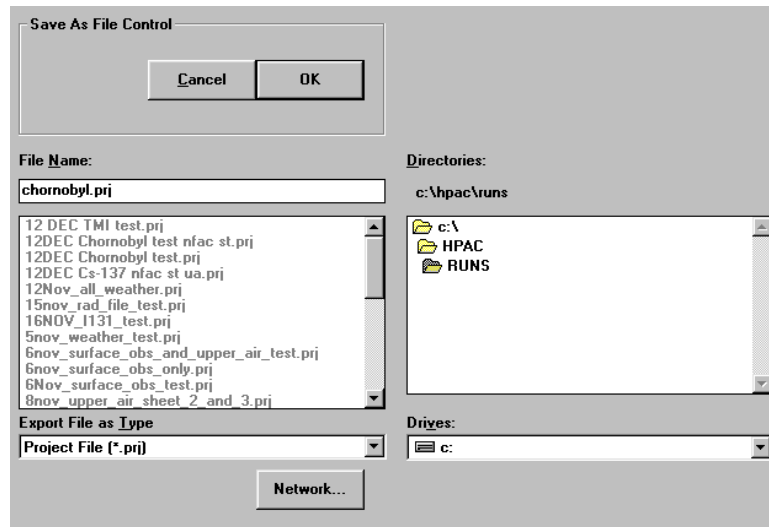 Save As File Control
Cancel
OK
File Name:
chornobyl.prj
12 DEC TMI test.prj
12DEC Chornobyl test nfac st.prj
12DEC Chornobyl test.prj
12DEC Cs-137 nfac st ua.prj
12Nov_all_weather.prj
15nov_rad_file_test.prj
16NOV_I131_test.prj
5nov_weather_test.prj
6nov_surface_obs_and_upper_air_test.prj
6nov_surface_obs_only.prj
6Nov_surface_obs_test.prj
8nov_upper_air_sheet_2_and_3.prj
Export File as Type
Project File (*.prj)
Network...
Directories:
c:\hpac\runs
c:\
HPAC
RUNS
Drives:
c: